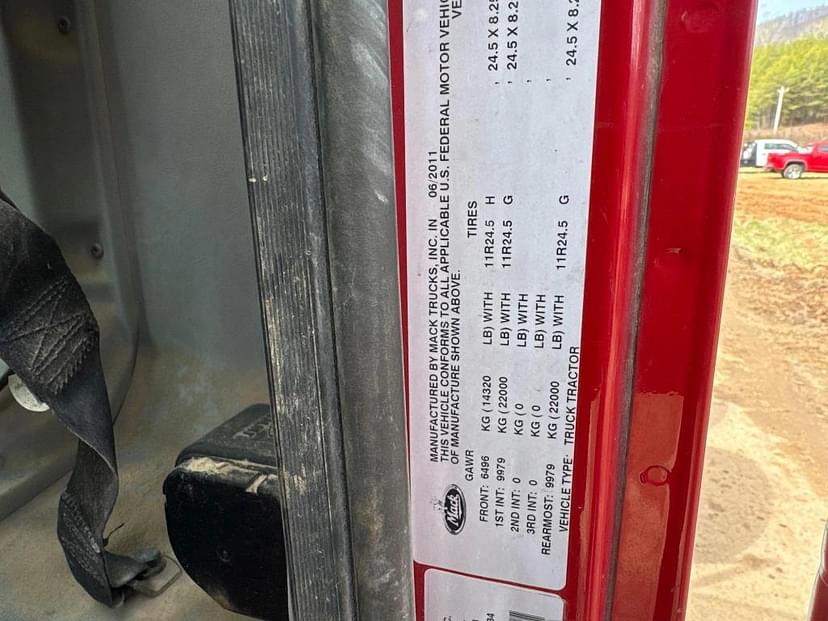 MANUFACTURED BY MACK TRUCKS, INC. IN 06/2011
THIS VEHICLE CONFORMS TO ALL APPLICABLE U.S. FEDERAL MOTOR
OF MANUFACTURE SHOWN ABOVE.
GAWR TIRES
FRONT: 6496 KG ( 14320 LB) WITH 11R24.5 H , 24.5 X 8.25
1ST INT: 9979 KG ( 22000 LB) WITH 11R24.5 G , 24.5 X 8.25
2ND INT: 0 KG ( 0 LB) WITH ,
3RD INT: 0 KG ( 0 LB) WITH ,
REARMOST: 9979 KG ( 22000 LB) WITH 11R24.5 G , 24.5 X 8.2
VEHICLE TYPE: TRUCK TRACTOR
Mack